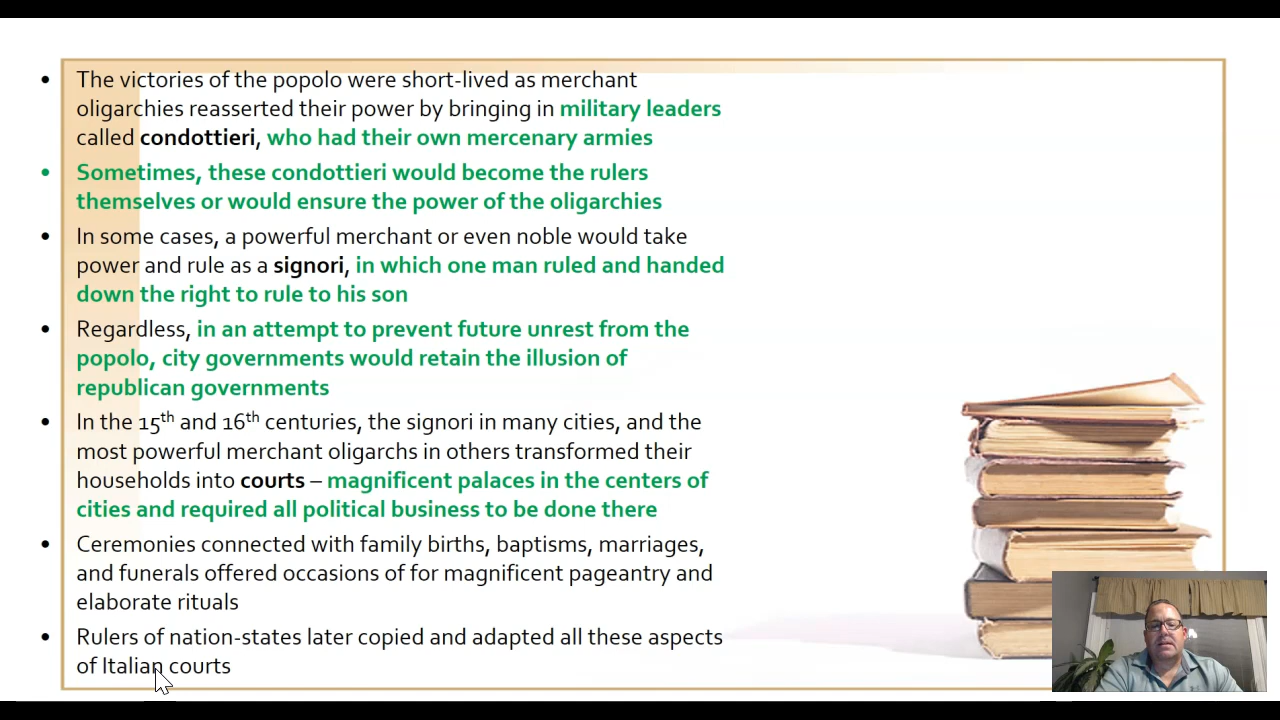 • The victories of the popolo were short-lived as merchant
oligarchies reasserted their power by bringing in military leaders
called condottieri, who had their own mercenary armies
• Sometimes, these condottieri would become the rulers
themselves or would ensure the power of the oligarchies
• In some cases, a powerful merchant or even noble would take
power and rule as a signori, in which one man ruled and handed
down the right to rule to his son
• Regardless, in an attempt to prevent future unrest from the
popolo, city governments would retain the illusion of
republican governments
• In the 15th and 16th centuries, the signori in many cities, and the
most powerful merchant oligarchs in others transformed their
households into courts – magnificent palaces in the centers of
cities and required all political business to be done there
• Ceremonies connected with family births, baptisms, marriages,
and funerals offered occasions of for magnificent pageantry and
elaborate rituals
• Rulers of nation-states later copied and adapted all these aspects
of Italian courts